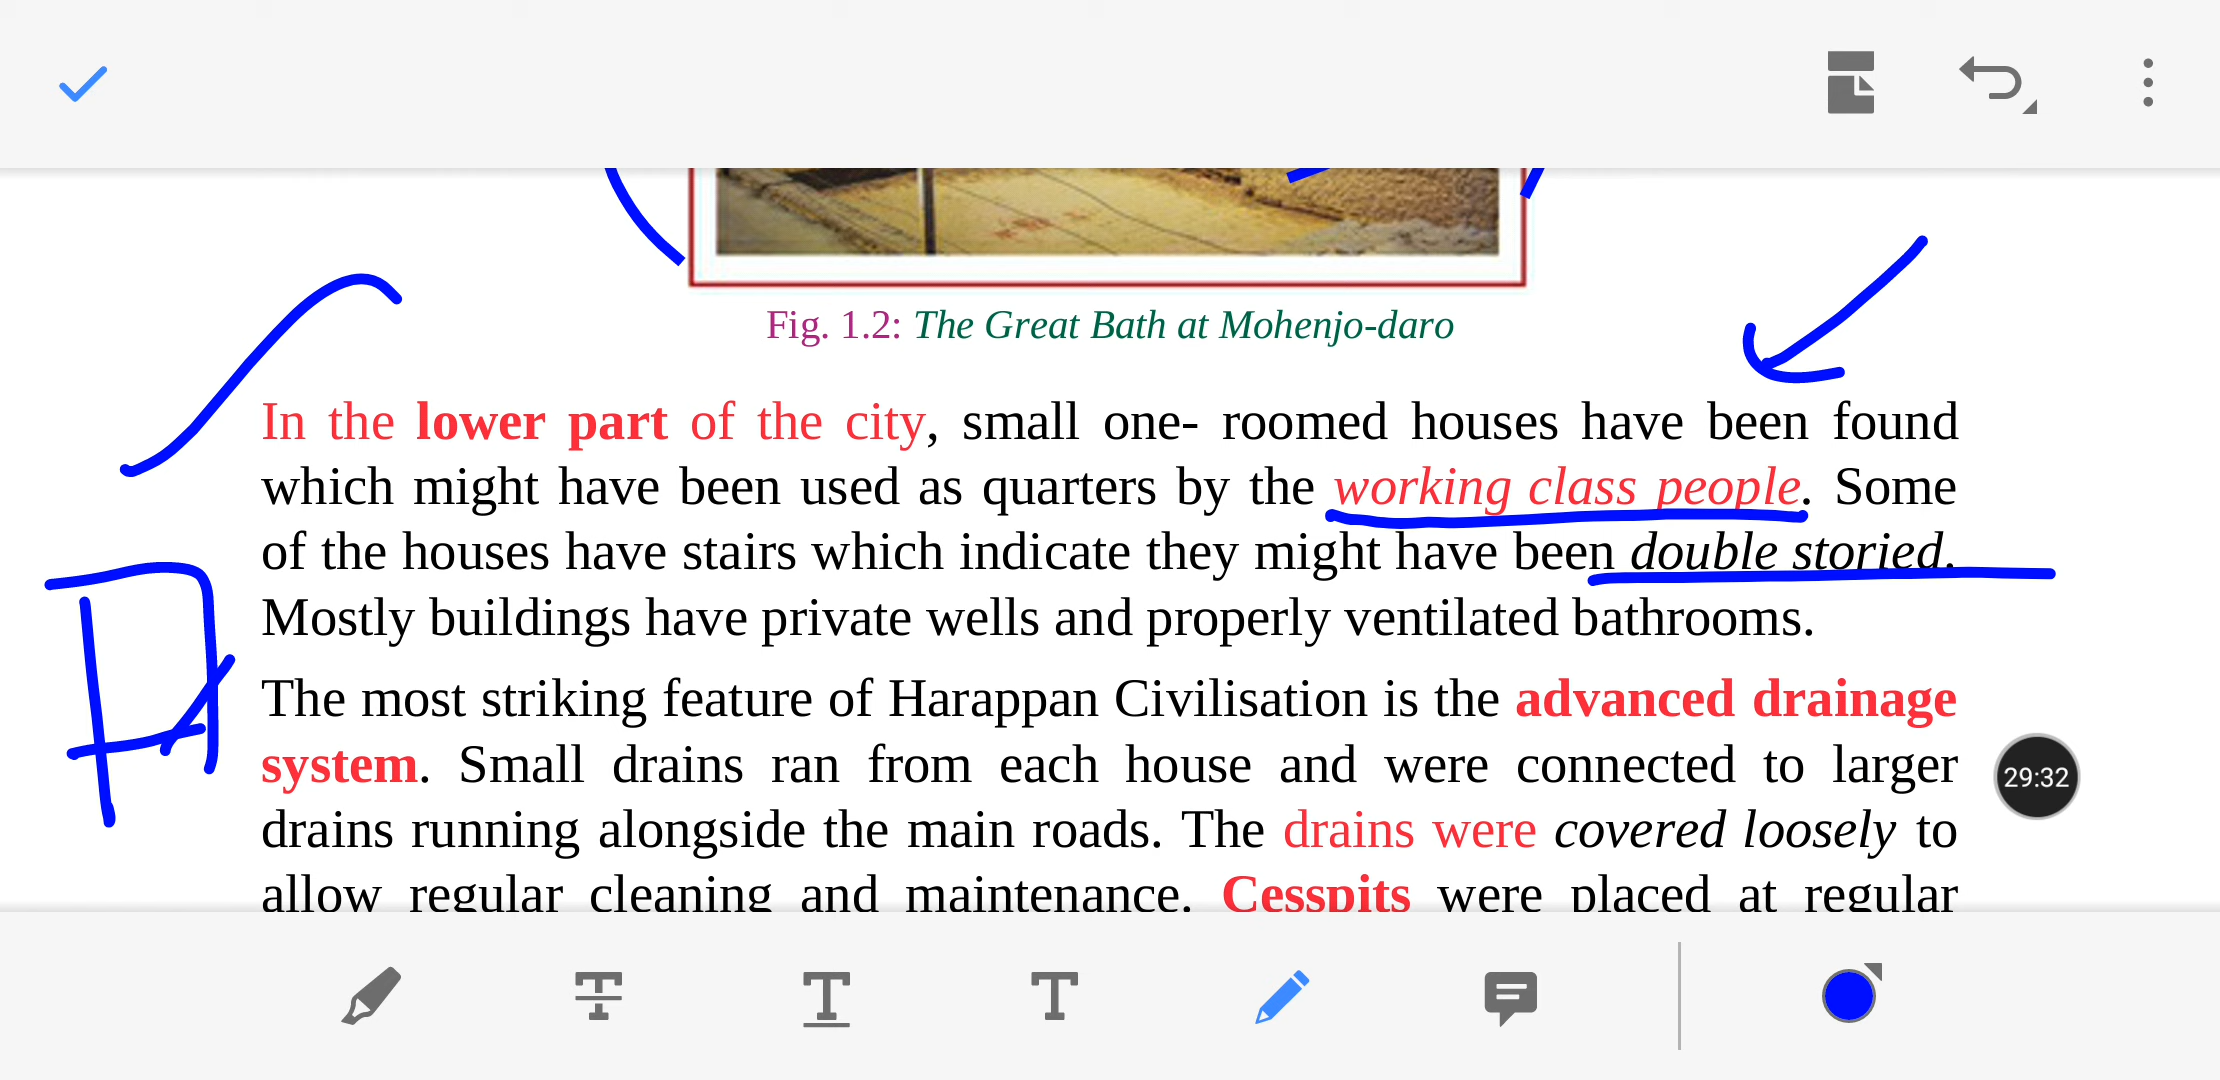 Fig. 1.2: The Great Bath at Mohenjo-daro
In the lower part of the city, small one- roomed houses have been found
which might have been used as quarters by the working class people. Some
of the houses have stairs which indicate they might have been double storied.
Mostly buildings have private wells and properly ventilated bathrooms.
The most striking feature of Harappan Civilisation is the advanced drainage
system. Small drains ran from each house and were connected to larger
29:32
drains running alongside the main roads. The drains were covered loosely to
allow regular cleaning and maintenance. Cesspits were placed at regular